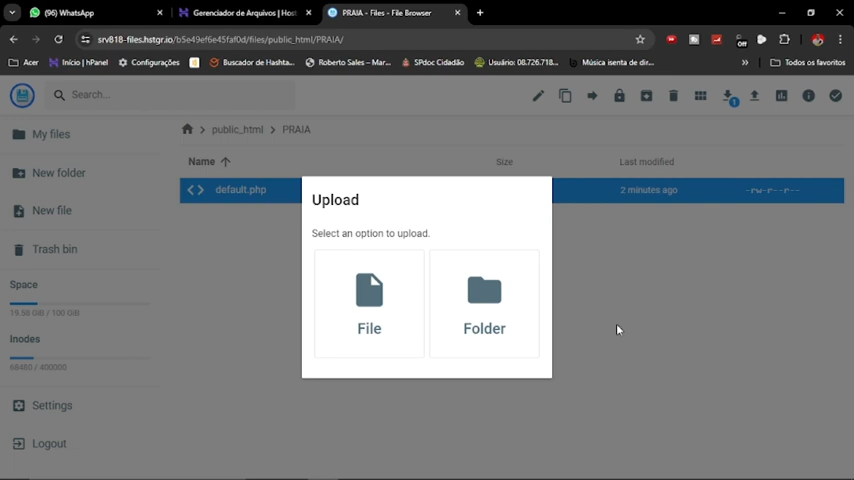 (96) WhatsApp
Gerenciador de Arquivos | Host
PRAIA - Files - File Browser
srv818-files.hstgr.io/b5e49ef6e45faf0d/files/public_html/PRAIA/
off
Acer
Início | hPanel
Configurações
Buscador de Hashta...
Roberto Sales – Mar...
SPdoc Cidadão
Usuário: 08.726.718...
Música isenta de dir...
Todos os favoritos
Search...
1
My files
New folder
New file
Trash bin
Space
19.58 GiB / 100 GiB
Inodes
68480 / 400000
Settings
Logout
public_html
PRAIA
Name
Size
Last modified
default.php
2 minutes ago
-rw-r--r--
Upload
Select an option to upload.
File
Folder